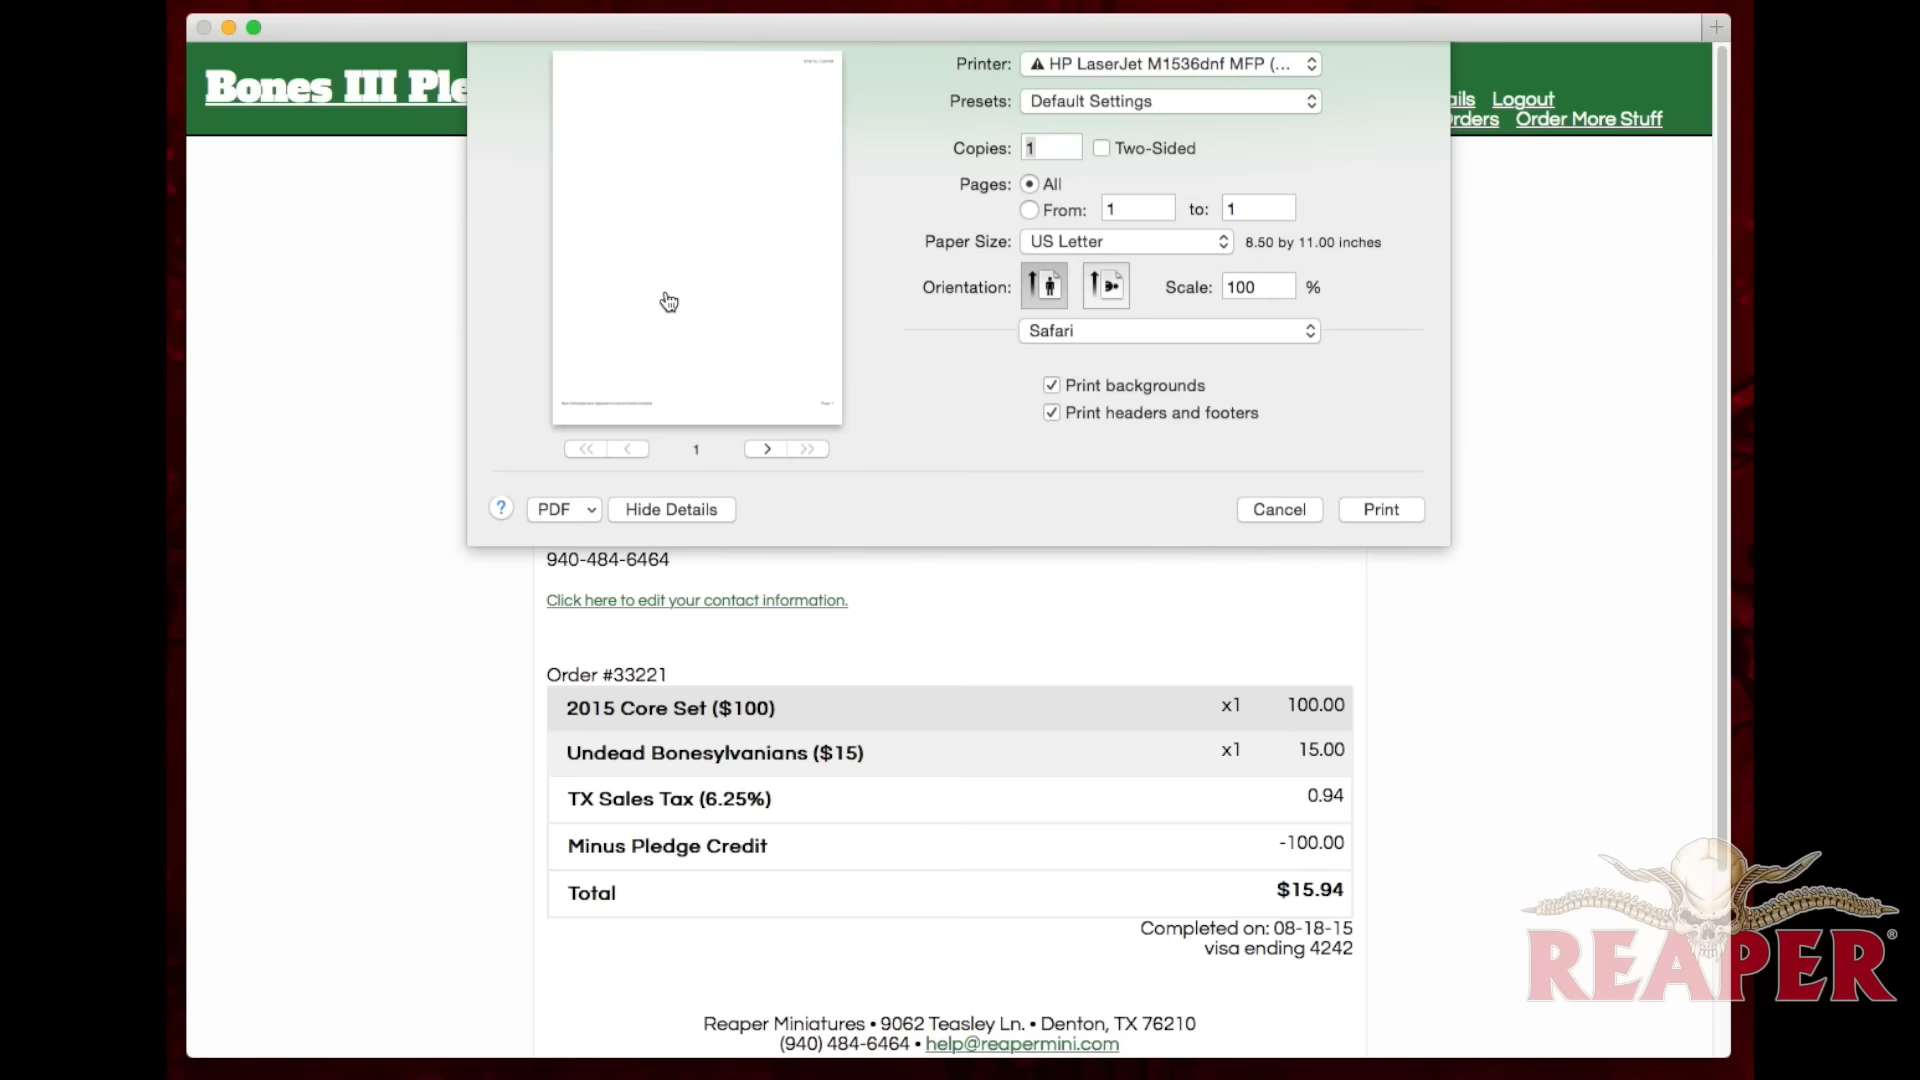 Bones III Ple
ails Logout
rders Order More Stuff
Printer: HP LaserJet M1536dnf MFP (...
Presets: Default Settings
Copies: 1 Two-Sided
Pages: All
From: 1 to: 1
Paper Size: US Letter 8.50 by 11.00 inches
Orientation: Scale: 100 %
Safari
Print backgrounds
Print headers and footers
Page 1
<< < 1 > >>
? PDF Hide Details Cancel Print
940-484-6464
Click here to edit your contact information.
Order #33221
2015 Core Set ($100) x1 100.00
Undead Bonesylvanians ($15) x1 15.00
TX Sales Tax (6.25%) 0.94
Minus Pledge Credit -100.00
Total $15.94
Completed on: 08-18-15
visa ending 4242
Reaper Miniatures • 9062 Teasley Ln. • Denton, TX 76210
(940) 484-6464 • help@reapermini.com
REAPER®